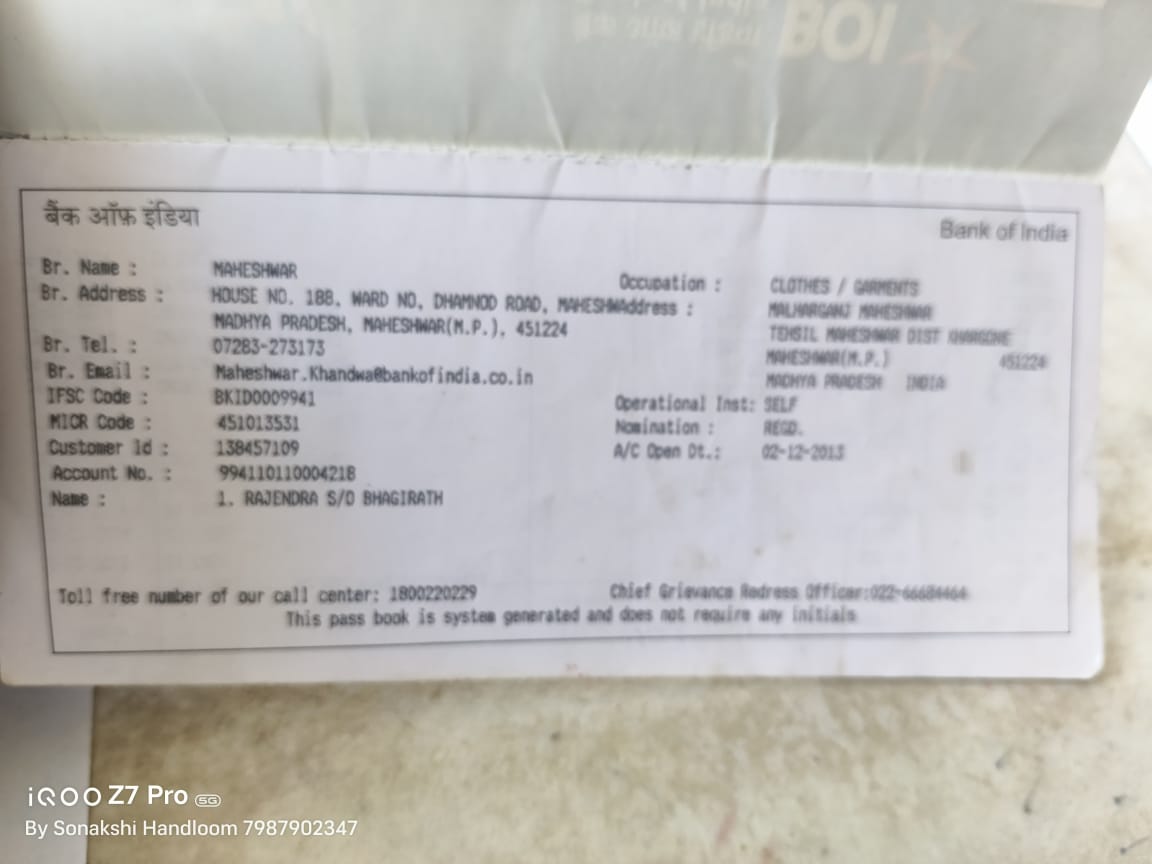 BOI
बैंक ऑफ़ इंडिया
Bank of India
Br. Name : MAHESHWAR
Occupation : CLOTHES / GARMENTS
Br. Address : HOUSE NO. 188, WARD NO, DHAMNOD ROAD, MAHESHWAddress : MALHARGANJ MAHESHWAR
MADHYA PRADESH, MAHESHWAR(M.P.), 451224
TEHSIL MAHESHWAR DIST KHARGONE
Br. Tel. : 07283-273173
MAHESHWAR(M.P.) 451224
Br. Email : Maheshwar.Khandwa@bankofindia.co.in
MADHYA PRADESH INDIA
IFSC Code : BKID0009941
Operational Inst: SELF
MICR Code : 451013531
Nomination : REGD.
Customer Id : 138457109
A/C Open Dt.: 02-12-2013
Account No. : 994110110004218
Name : 1. RAJENDRA S/O BHAGIRATH
Toll free number of our call center: 1800220229
Chief Grievance Redress Officer:022-66684464
This pass book is system generated and does not require any initials
iQOO Z7 Pro 5G
By Sonakshi Handloom 7987902347